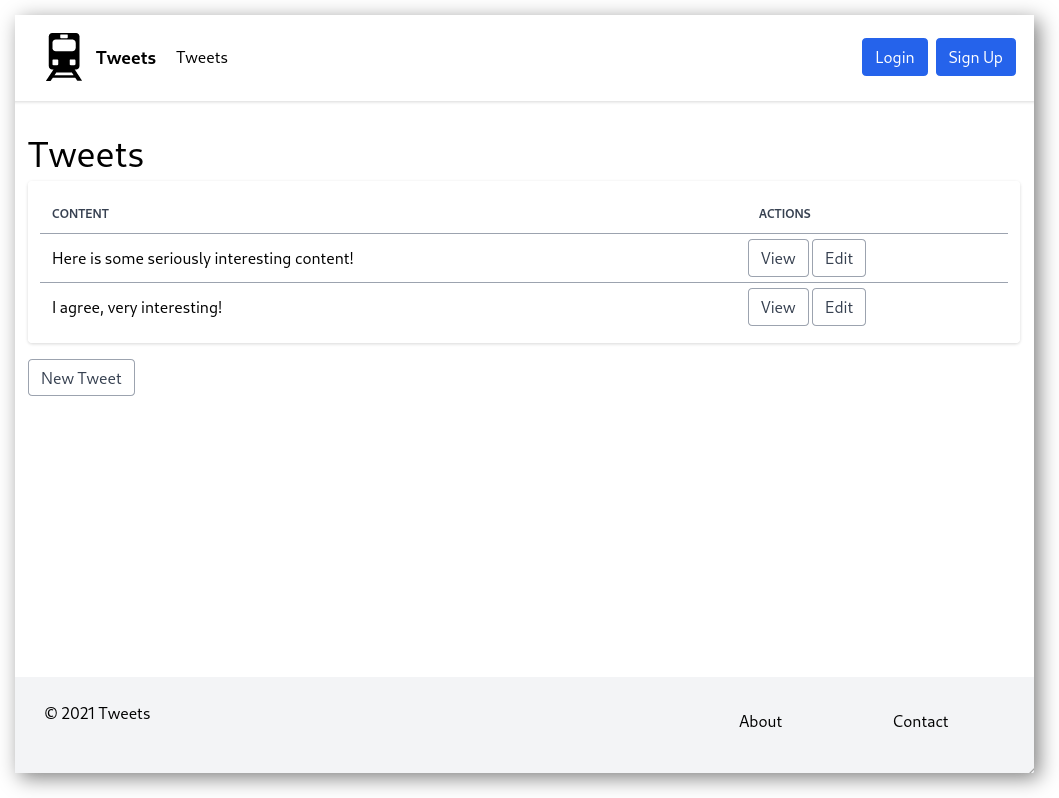 Tweets Tweets Login Sign Up
Tweets
CONTENT ACTIONS
Here is some seriously interesting content! View Edit
I agree, very interesting! View Edit
New Tweet
© 2021 Tweets
About Contact